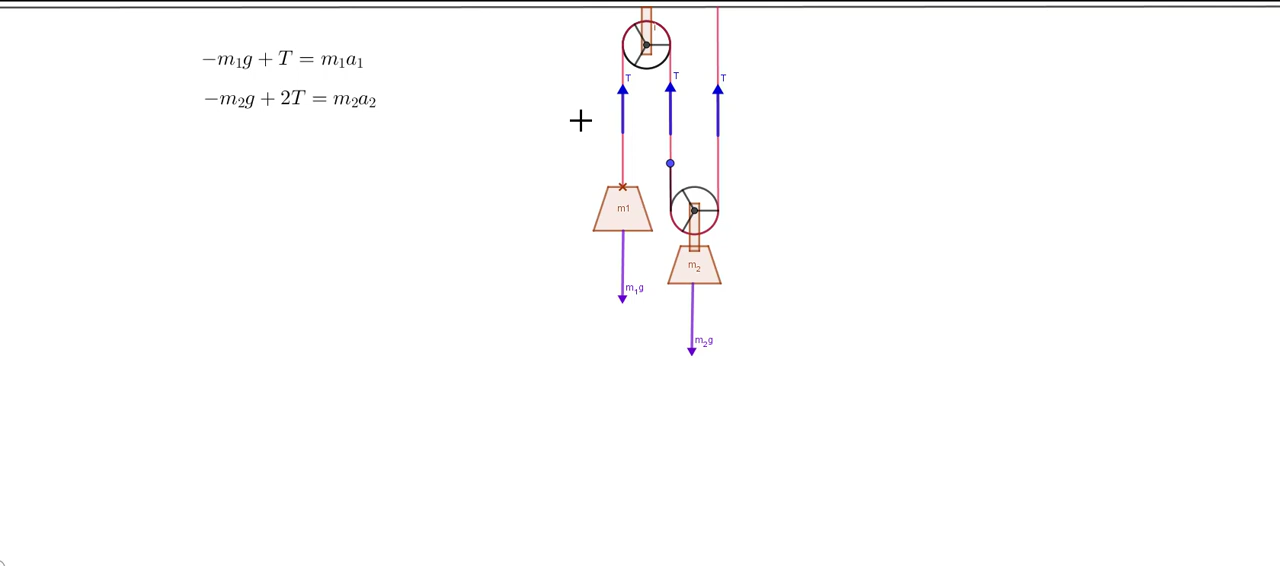 −m₁g + T = m₁a₁
−m₂g + 2T = m₂a₂
+
T
T
T
m1
m₂
m₁g
m₂g